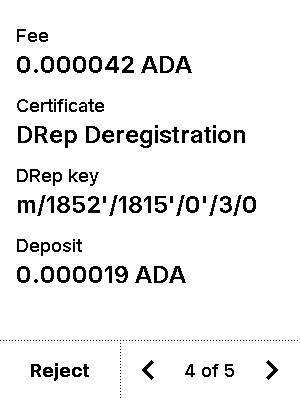 Fee
0.000042 ADA
Certificate
DRep Deregistration
DRep key
m/1852'/1815'/0'/3/0
Deposit
0.000019 ADA
Reject
4 of 5